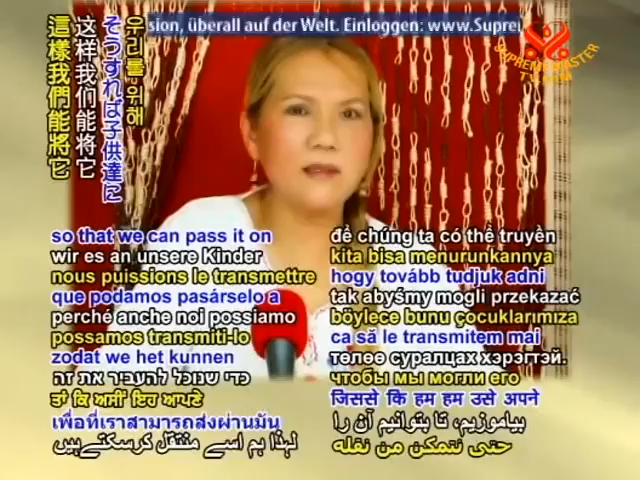 sion, überall auf der Welt. Einloggen: www.Supre
SUPREME MASTER
TV.COM
우리를 위해
そうすれば子供達に
这样我们能将它
這樣我們能將它
so that we can pass it on
wir es an unsere Kinder
nous puissions le transmettre
que podamos pasárselo a
perché anche noi possiamo
possamos transmiti-lo
zodat we het kunnen
כדי שנוכל להעביר את זה
ਤਾਂ ਕਿ ਅਸੀਂ ਇਹ ਆਪਣੇ
เพื่อที่เราสามารถส่งผ่านมัน
لہذا ہم اسے منتقل کرسکتے ہیں
để chúng ta có thể truyền
kita bisa menurunkannya
hogy tovább tudjuk adni
tak abyśmy mogli przekazać
böylece bunu çocuklarımıza
ca să le transmitem mai
төлөө суралцах хэрэгтэй.
чтобы мы могли его
जिससे कि हम हम उसे अपने
بیاموزیم، تا بتوانیم آن را
حتى نتمكن من نقله